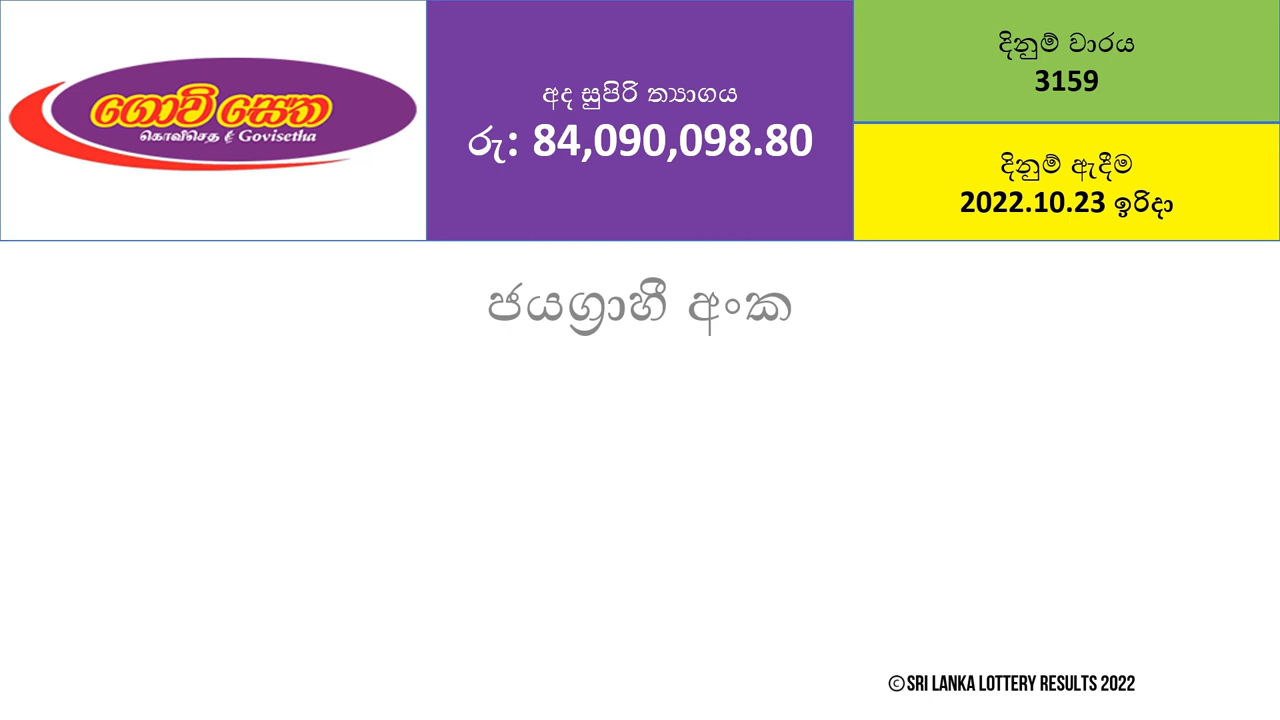 ගොවි සෙත
கொவிசெத & Govisetha
අද සුපිරි ත්‍යාගය
රු: 84,090,098.80
දිනුම් වාරය
3159
දිනුම් ඇදීම
2022.10.23 ඉරිදා
ජයග්‍රාහී අංක
©SRI LANKA LOTTERY RESULTS 2022